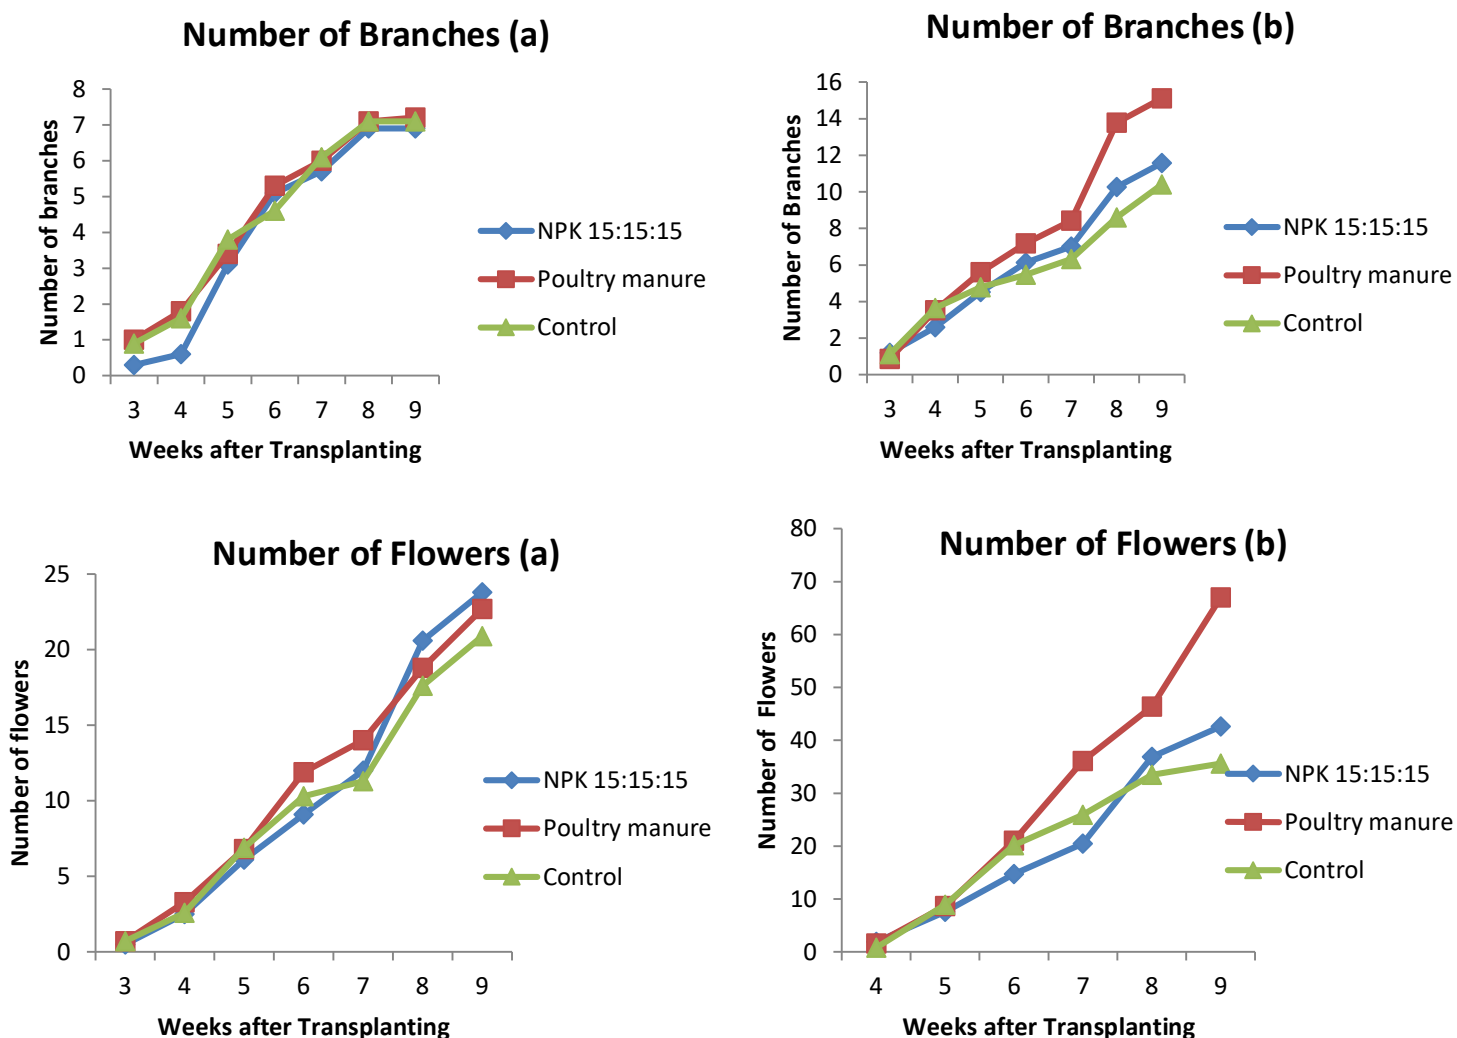 Number of Branches (a)
8
7
6
5
4
3
2
1
0
Number of branches
3 4 5 6 7 8 9
Weeks after Transplanting
NPK 15:15:15
Poultry manure
Control
Number of Branches (b)
16
14
12
10
8
6
4
2
0
Number of Branches
3 4 5 6 7 8 9
Weeks after Transplanting
NPK 15:15:15
Poultry manure
Control
Number of Flowers (a)
25
20
15
10
5
0
Number of flowers
3 4 5 6 7 8 9
Weeks after Transplanting
NPK 15:15:15
Poultry manure
Control
Number of Flowers (b)
80
70
60
50
40
30
20
10
0
Number of Flowers
4 5 6 7 8 9
Weeks after Transplanting
NPK 15:15:15
Poultry manure
Control